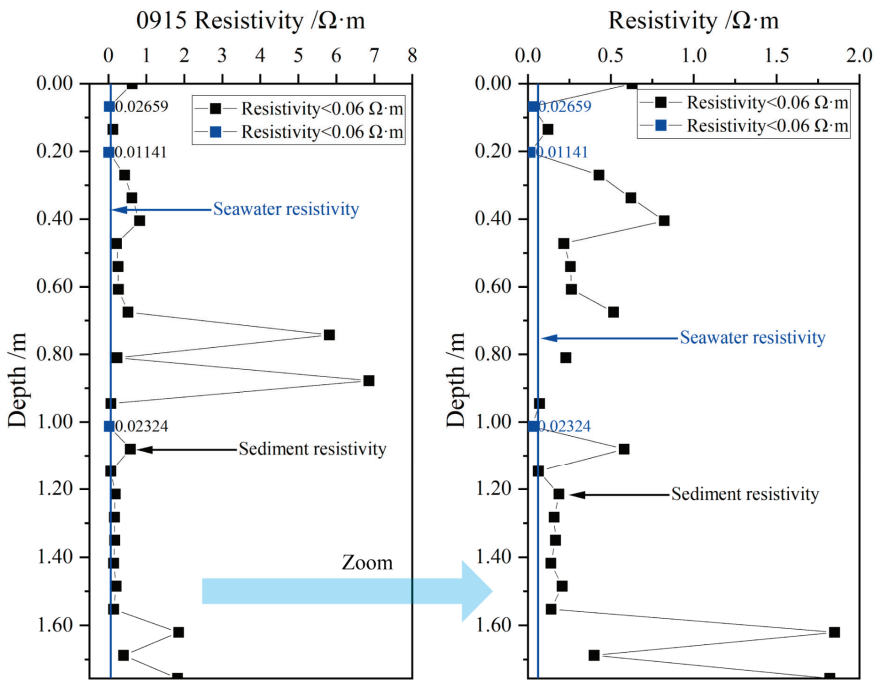 0915 Resistivity /Ω·m
0 1 2 3 4 5 6 7 8
Depth /m
0.00
0.20
0.40
0.60
0.80
1.00
1.20
1.40
1.60
Resistivity<0.06 Ω·m
Resistivity<0.06 Ω·m
0.02659
0.01141
Seawater resistivity
0.02324
Sediment resistivity
Zoom
Resistivity /Ω·m
0.0 0.5 1.0 1.5 2.0
Depth /m
0.00
0.20
0.40
0.60
0.80
1.00
1.20
1.40
1.60
Resistivity<0.06 Ω·m
Resistivity<0.06 Ω·m
0.02659
0.01141
Seawater resistivity
0.02324
Sediment resistivity